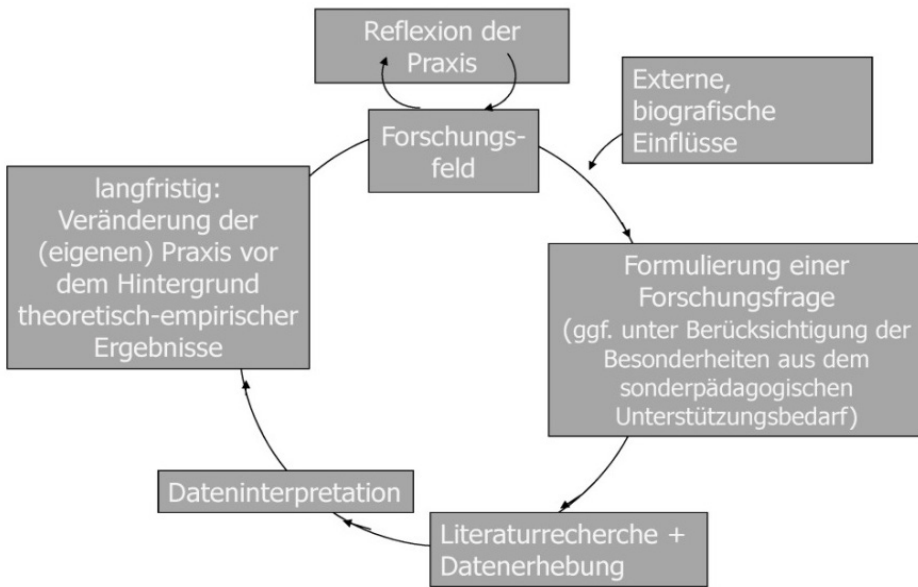 Reflexion der
Praxis
Forschungs-
feld
Externe,
biografische
Einflüsse
Formulierung einer
Forschungsfrage
(ggf. unter Berücksichtigung der
Besonderheiten aus dem
sonderpädagogischen
Unterstützungsbedarf)
Literaturrecherche +
Datenerhebung
Dateninterpretation
langfristig:
Veränderung der
(eigenen) Praxis vor
dem Hintergrund
theoretisch-empirischer
Ergebnisse